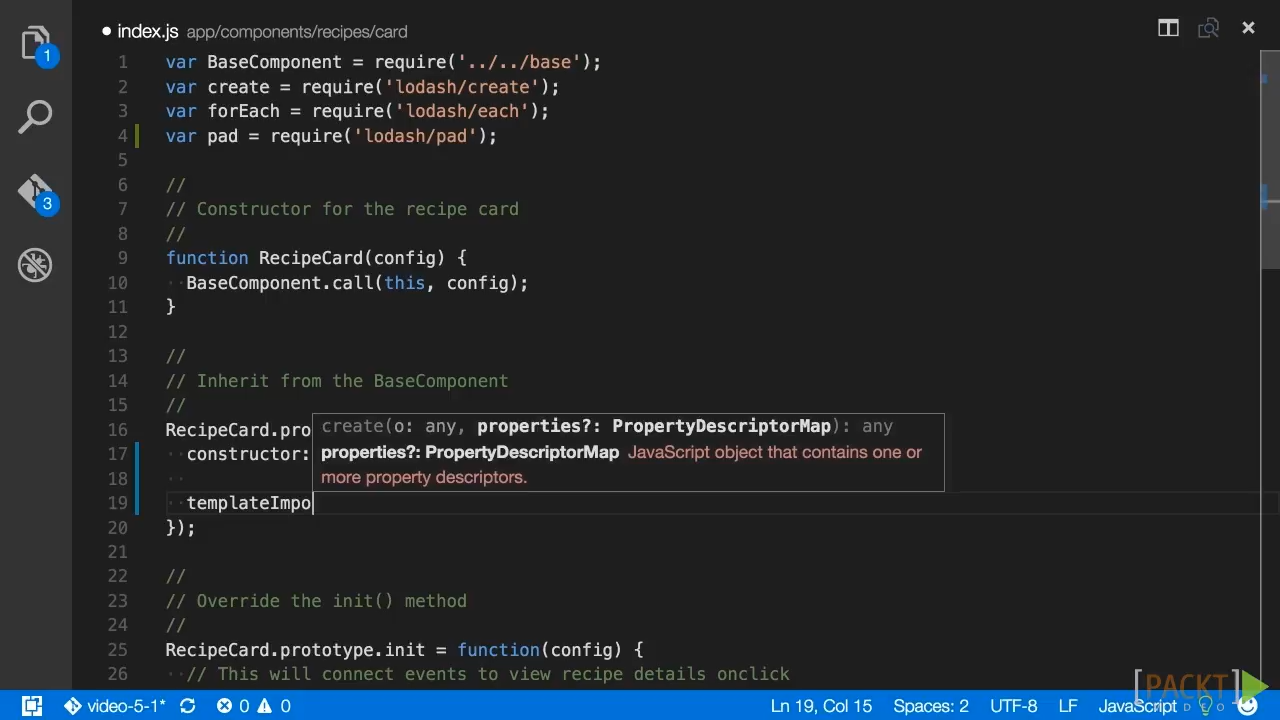 ● index.js app/components/recipes/card
1
1 var BaseComponent = require('../../base');
2 var create = require('lodash/create');
3 var forEach = require('lodash/each');
4 var pad = require('lodash/pad');
5
6 //
7 // Constructor for the recipe card
8 //
9 function RecipeCard(config) {
3
10 BaseComponent.call(this, config);
11 }
12
13 //
14 // Inherit from the BaseComponent
15 //
16 RecipeCard.pro
create(o: any, properties?: PropertyDescriptorMap): any
17 constructor:
properties?: PropertyDescriptorMap JavaScript object that contains one or
18
more property descriptors.
19 templateImpo
20 });
21
22 //
23 // Override the init() method
24 //
25 RecipeCard.prototype.init = function(config) {
26 // This will connect events to view recipe details onclick
[PACKT]
VIDEO
video-5-1* 0 0 Ln 19, Col 15 Spaces: 2 UTF-8 LF JavaScript